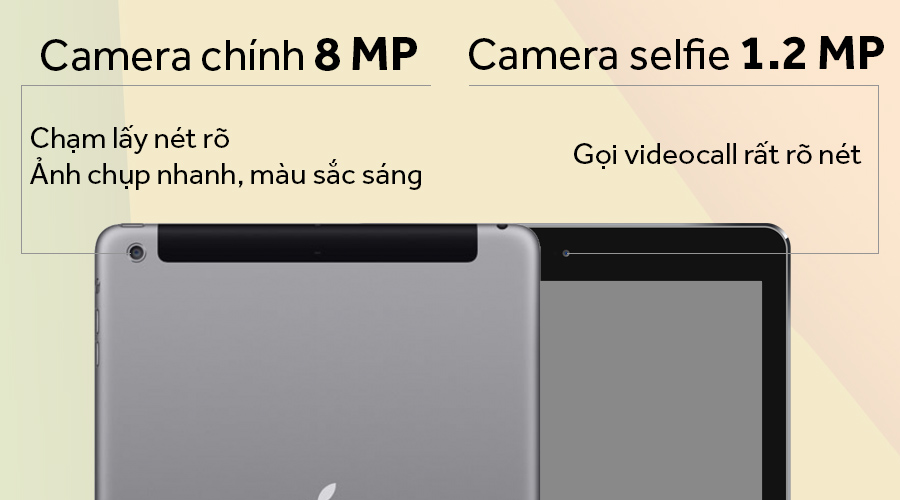 Camera chính 8 MP
Chạm lấy nét rõ
Ảnh chụp nhanh, màu sắc sáng
Camera selfie 1.2 MP
Gọi videocall rất rõ nét